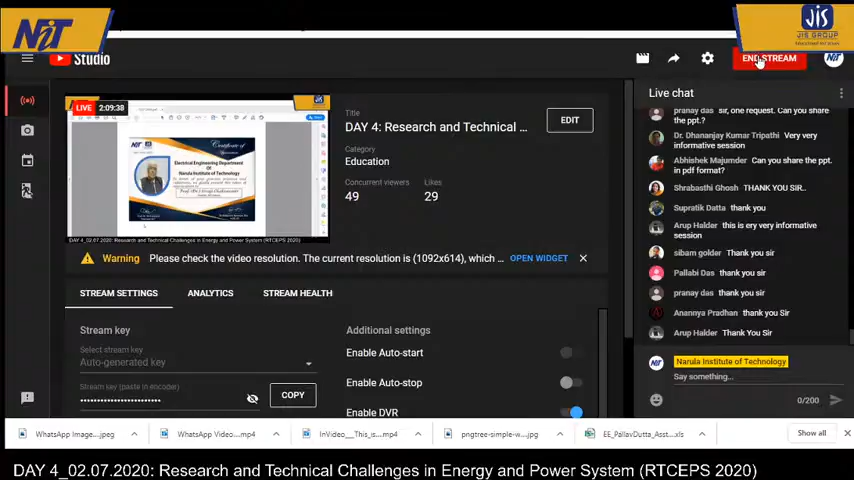 NiT
JIS
JIS GROUP
Studio
END STREAM
NiT
LIVE 2:09:38
Electrical Engineering Department
Of
Narula Institute of Technology
DAY 4_02.07.2020: Research and Technical Challenges in Energy and Power System (RTCEPS 2020)
Title
DAY 4: Research and Technical ...
EDIT
Category
Education
Concurrent viewers
49
Likes
29
Warning Please check the video resolution. The current resolution is (1092x614), which ... OPEN WIDGET
STREAM SETTINGS ANALYTICS STREAM HEALTH
Stream key
Select stream key
Auto-generated key
Stream key (paste in encoder)
COPY
Additional settings
Enable Auto-start
Enable Auto-stop
Enable DVR
Live chat
pranay das sir, one request. Can you share
the ppt.?
Dr. Dhananjay Kumar Tripathi Very very
informative session
Abhishek Majumder Can you share the ppt.
in pdf format?
Shrabasthi Ghosh THANK YOU SIR..
Supratik Dutta thank you
Arup Halder this is ery very informative
session
sibam golder Thank you sir
Pallabi Das thank you sir
pranay das thank you sir
Anannya Pradhan thank you sir
Arup Halder Thank You Sir
NiT
Narula Institute of Technology
Say something...
0/200
WhatsApp Image....jpeg
WhatsApp Video....mp4
InVideo___This_is....mp4
pngtree-simple-w....jpg
EE_PallavDutta_Asst....xls
Show all
DAY 4_02.07.2020: Research and Technical Challenges in Energy and Power System (RTCEPS 2020)